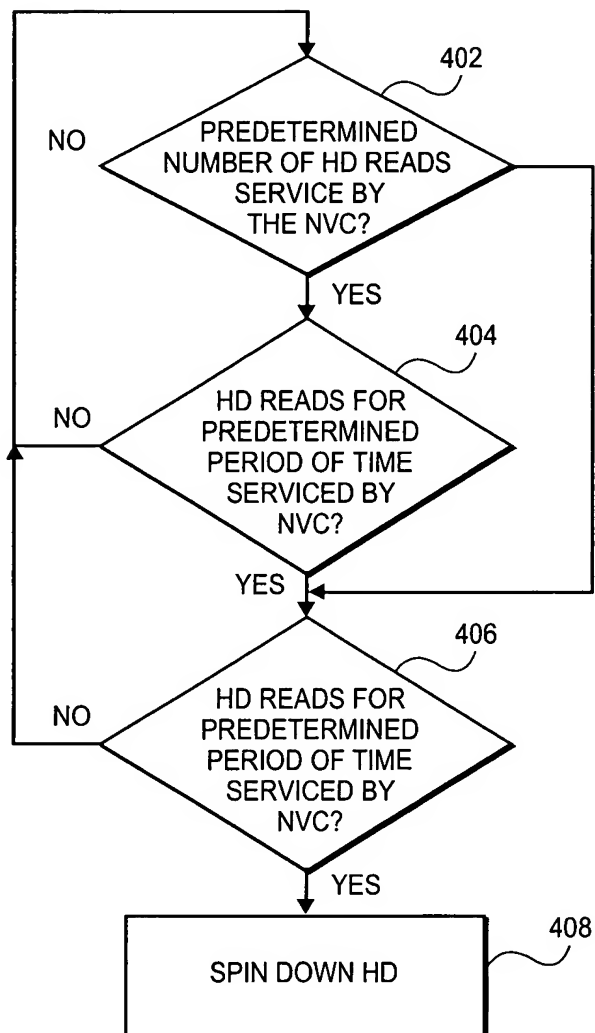 402
NO
PREDETERMINED
NUMBER OF HD READS
SERVICE BY
THE NVC?
YES
404
NO
HD READS FOR
PREDETERMINED
PERIOD OF TIME
SERVICED BY
NVC?
YES
406
NO
HD READS FOR
PREDETERMINED
PERIOD OF TIME
SERVICED BY
NVC?
YES
408
SPIN DOWN HD